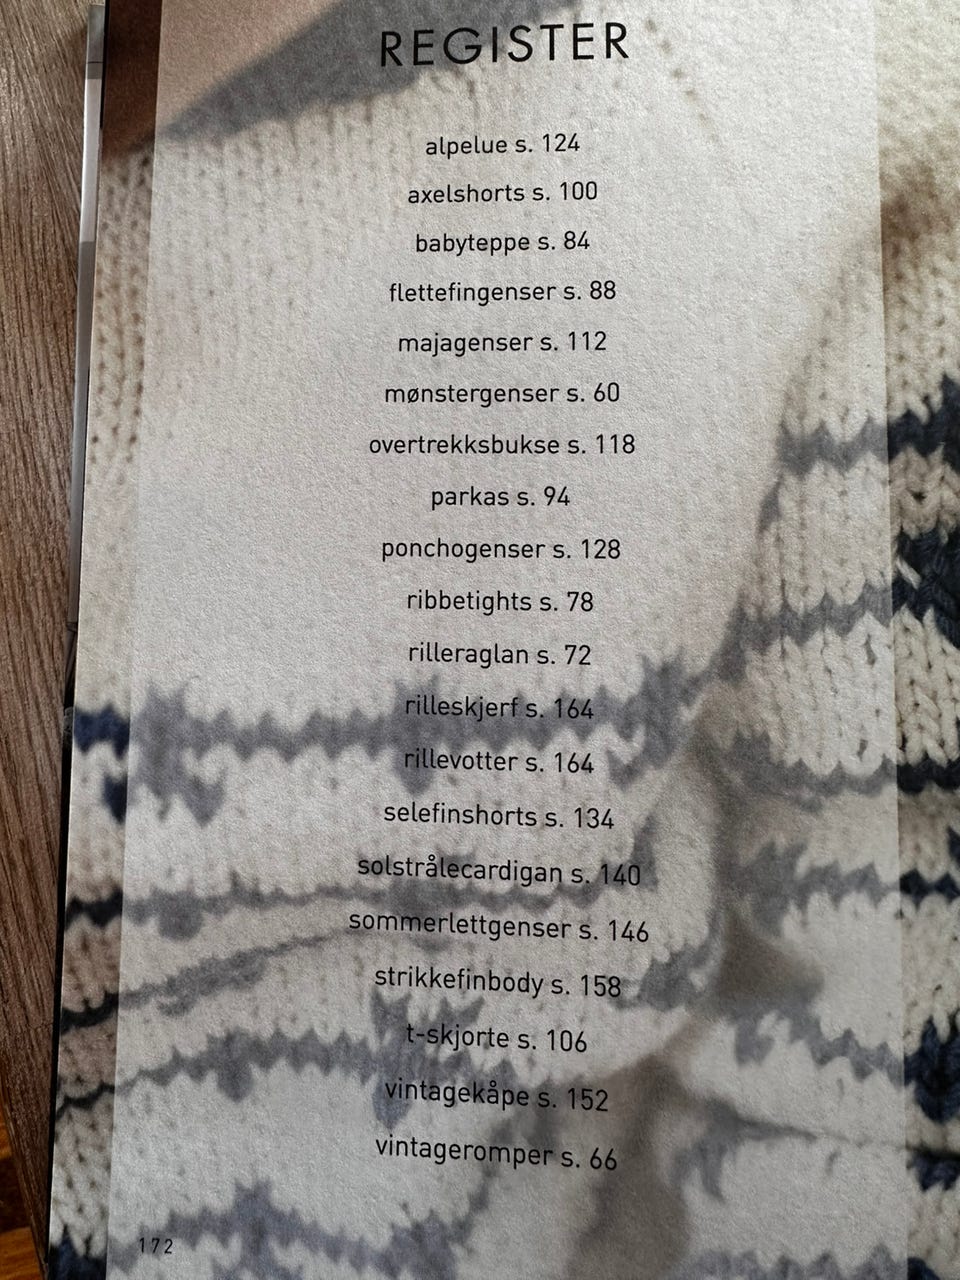 REGISTER
alpelue s. 124
axelshorts s. 100
babyteppe s. 84
flettefingenser s. 88
majagenser s. 112
mønstergenser s. 60
overtrekksbukse s. 118
parkas s. 94
ponchogenser s. 128
ribbetights s. 78
rilleraglan s. 72
rilleskjerf s. 164
rillevotter s. 164
selefinshorts s. 134
solstrålecardigan s. 140
sommerlettgenser s. 146
strikkefinbody s. 158
t-skjorte s. 106
vintagekåpe s. 152
vintageromper s. 66
172